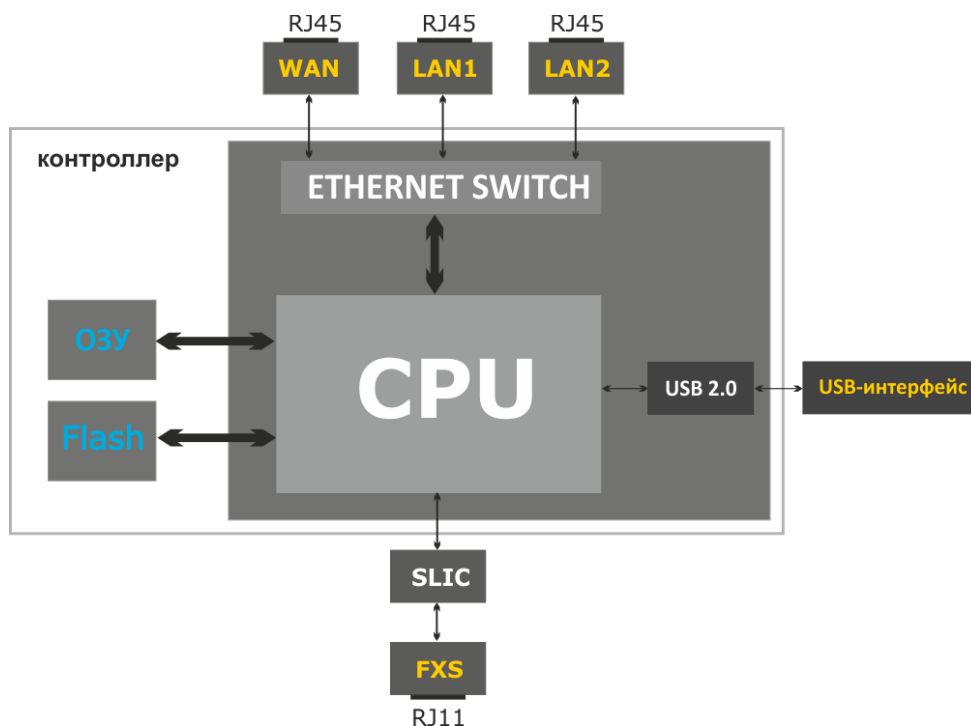 RJ45
RJ45
RJ45
WAN
LAN1
LAN2
контроллер
ETHERNET SWITCH
ОЗУ
CPU
USB 2.0
USB-интерфейс
Flash
SLIC
FXS
RJ11